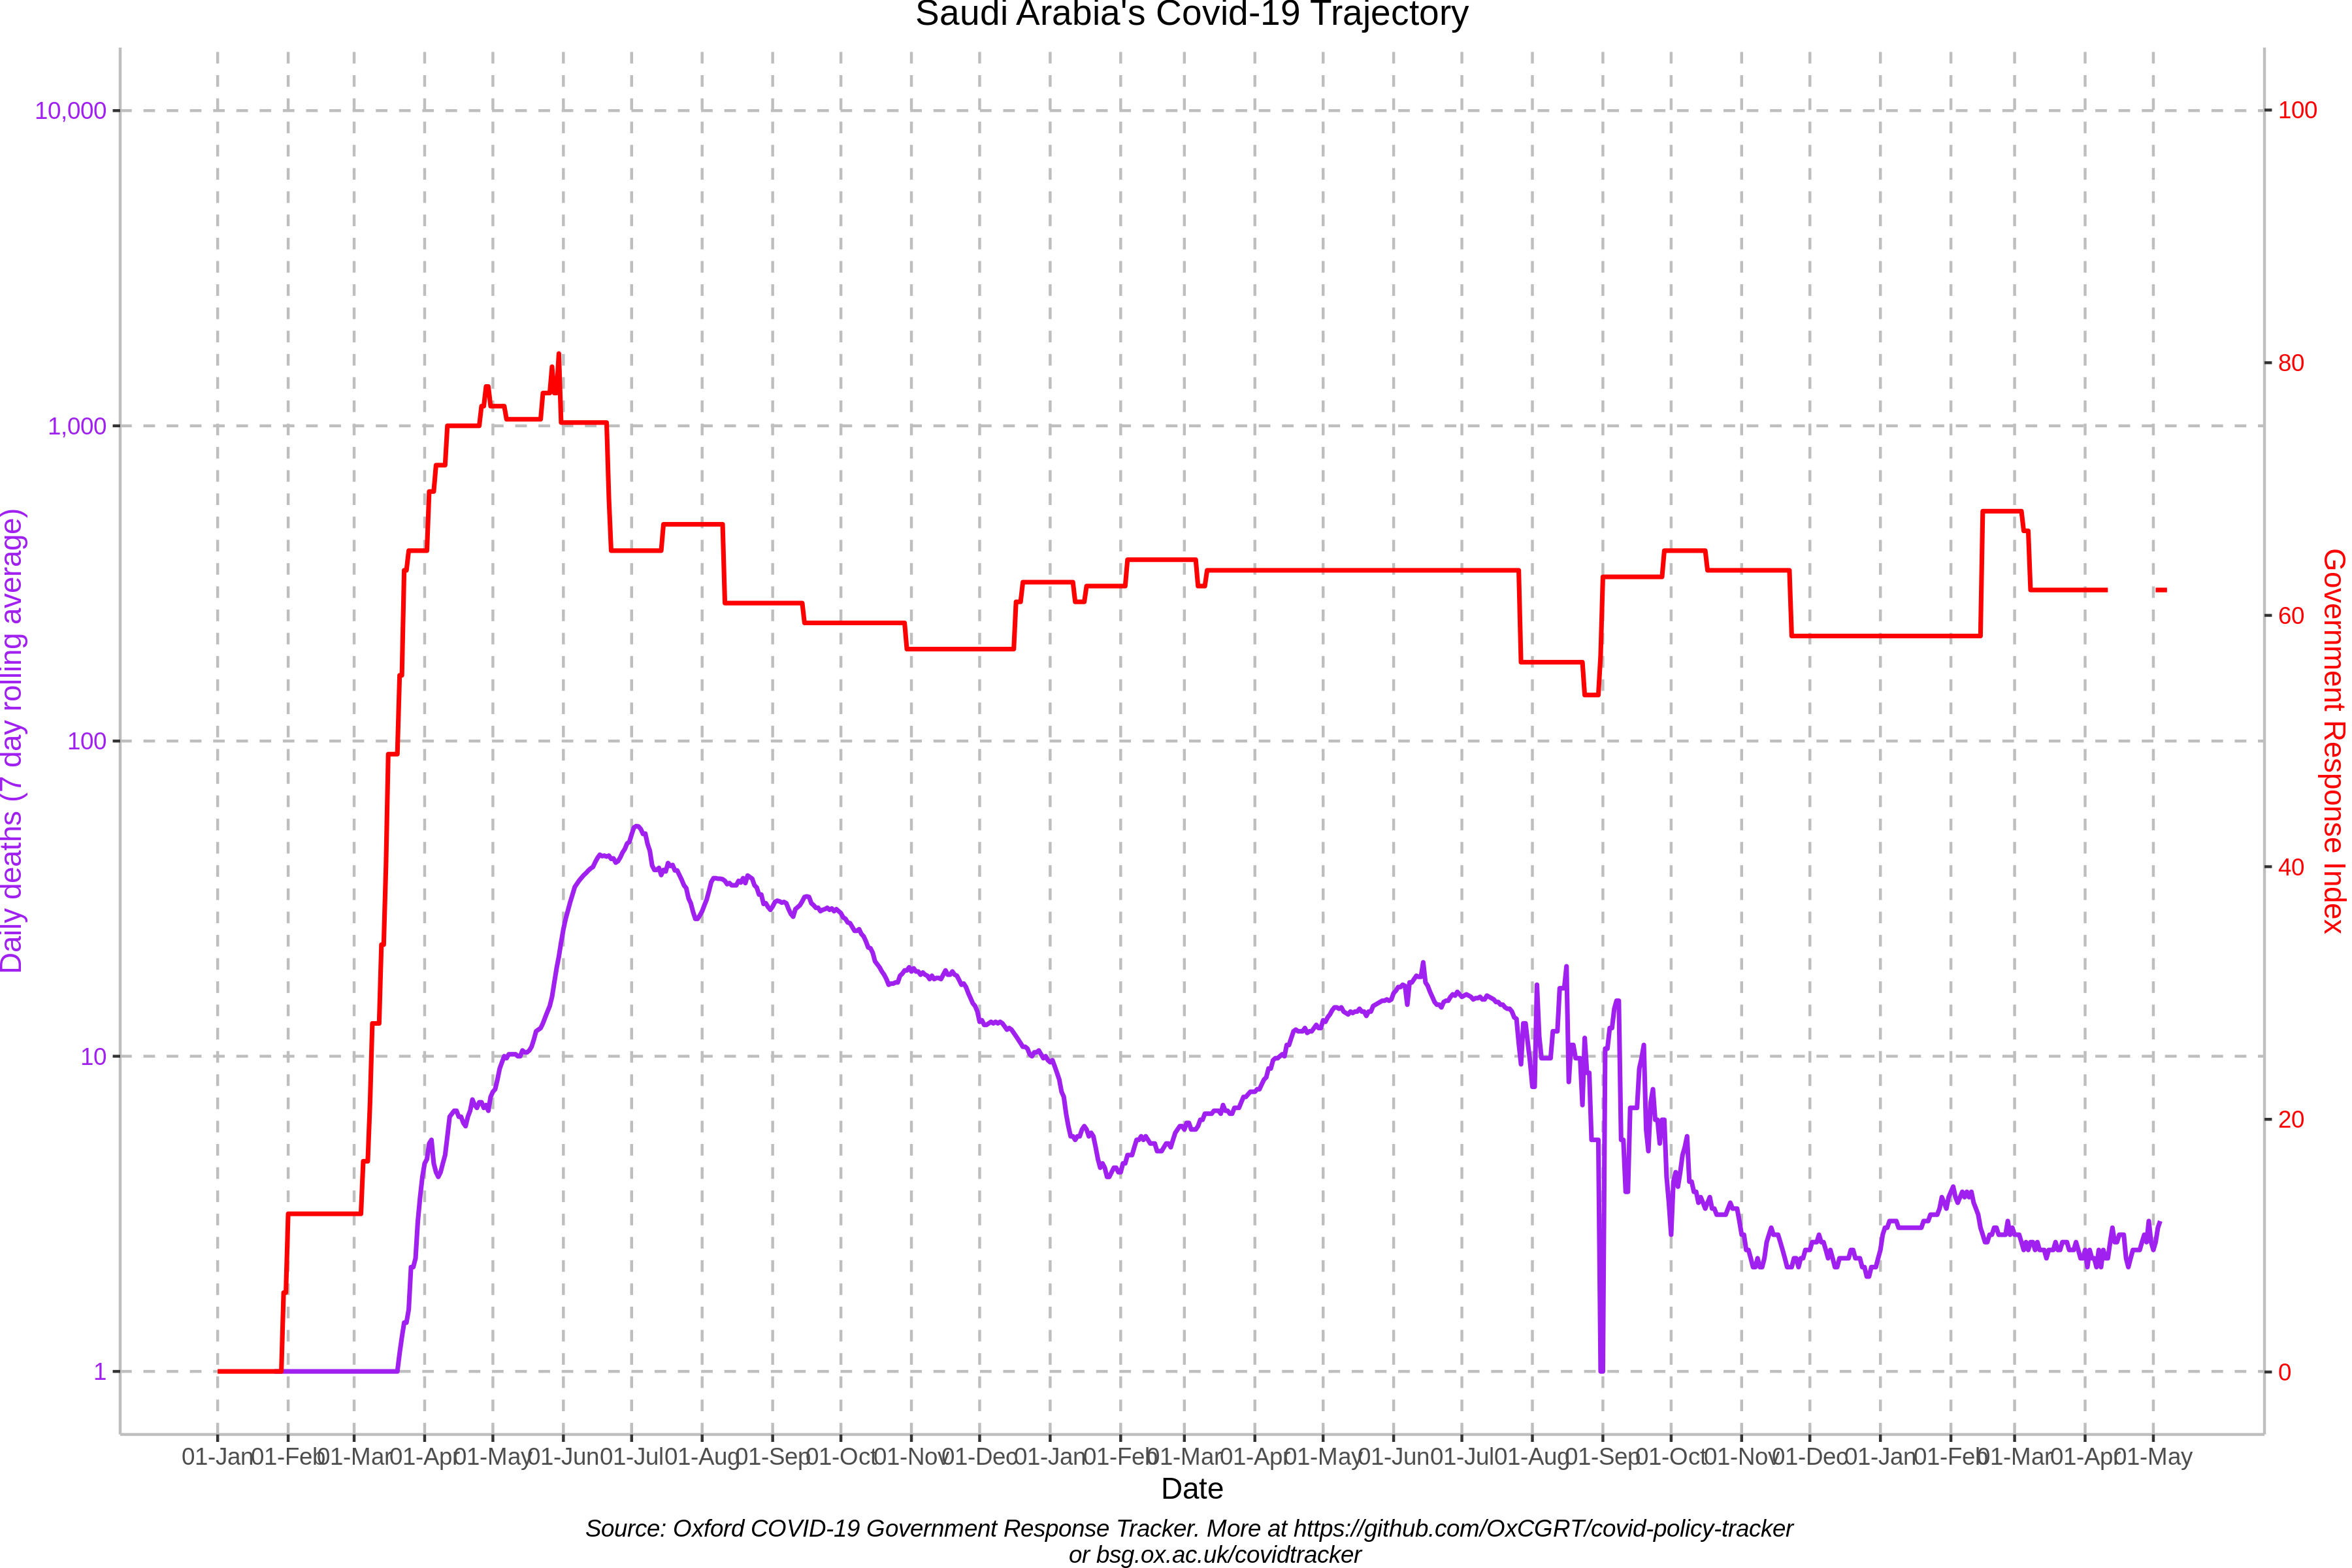 Saudi Arabia's Covid-19 Trajectory
10,000
1,000
100
10
1
Daily deaths (7 day rolling average)
100
80
60
40
20
0
Government Response Index
01-Jan
01-Feb
01-Mar
01-Apr
01-May
01-Jun
01-Jul
01-Aug
01-Sep
01-Oct
01-Nov
01-Dec
01-Jan
01-Feb
01-Mar
01-Apr
01-May
01-Jun
01-Jul
01-Aug
01-Sep
01-Oct
01-Nov
01-Dec
01-Jan
01-Feb
01-Mar
01-Apr
01-May
Date
Source: Oxford COVID-19 Government Response Tracker. More at https://github.com/OxCGRT/covid-policy-tracker
or bsg.ox.ac.uk/covidtracker